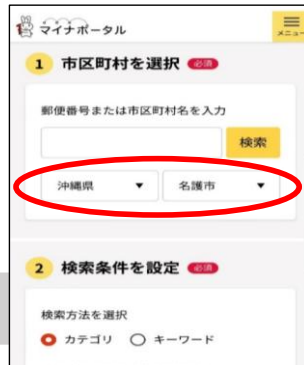 マイナポータル
メニュー
1 市区町村を選択 必須
郵便番号または市区町村名を入力
検索
沖縄県 ▼ 名護市 ▼
2 検索条件を設定 必須
検索方法を選択
カテゴリ キーワード